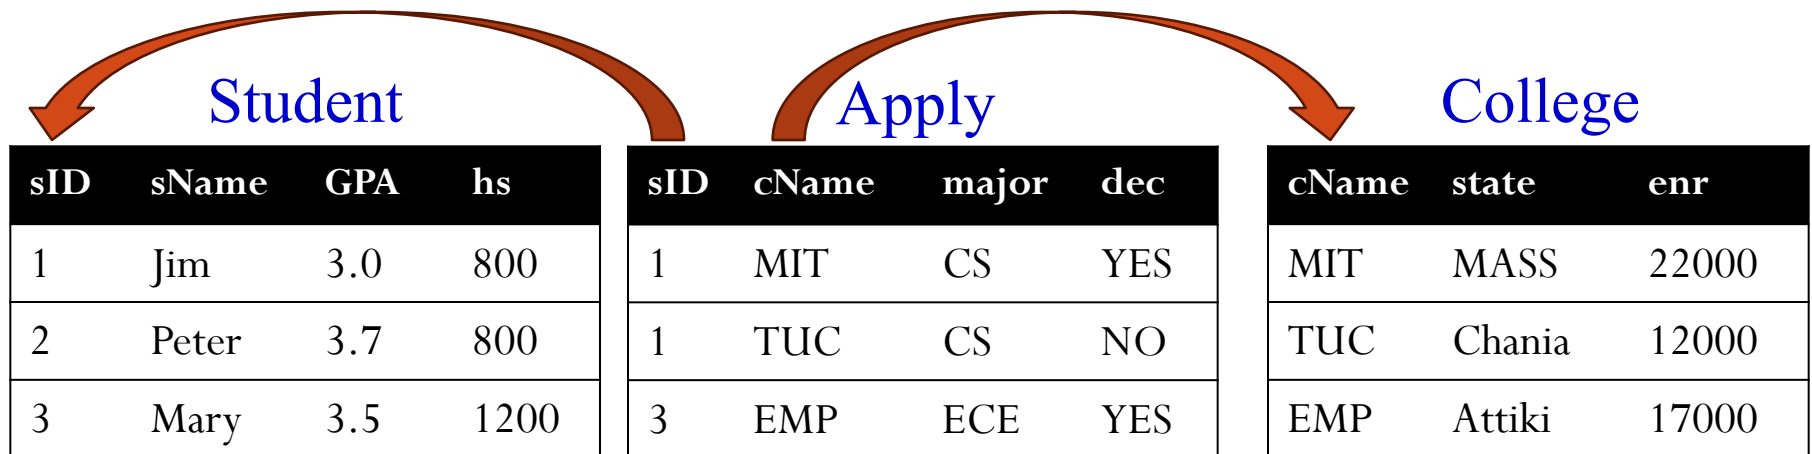 Student Apply College
sID sName GPA hs sID cName major dec cName state enr
1 Jim 3.0 800 1 MIT CS YES MIT MASS 22000
2 Peter 3.7 800 1 TUC CS NO TUC Chania 12000
3 Mary 3.5 1200 3 EMP ECE YES EMP Attiki 17000